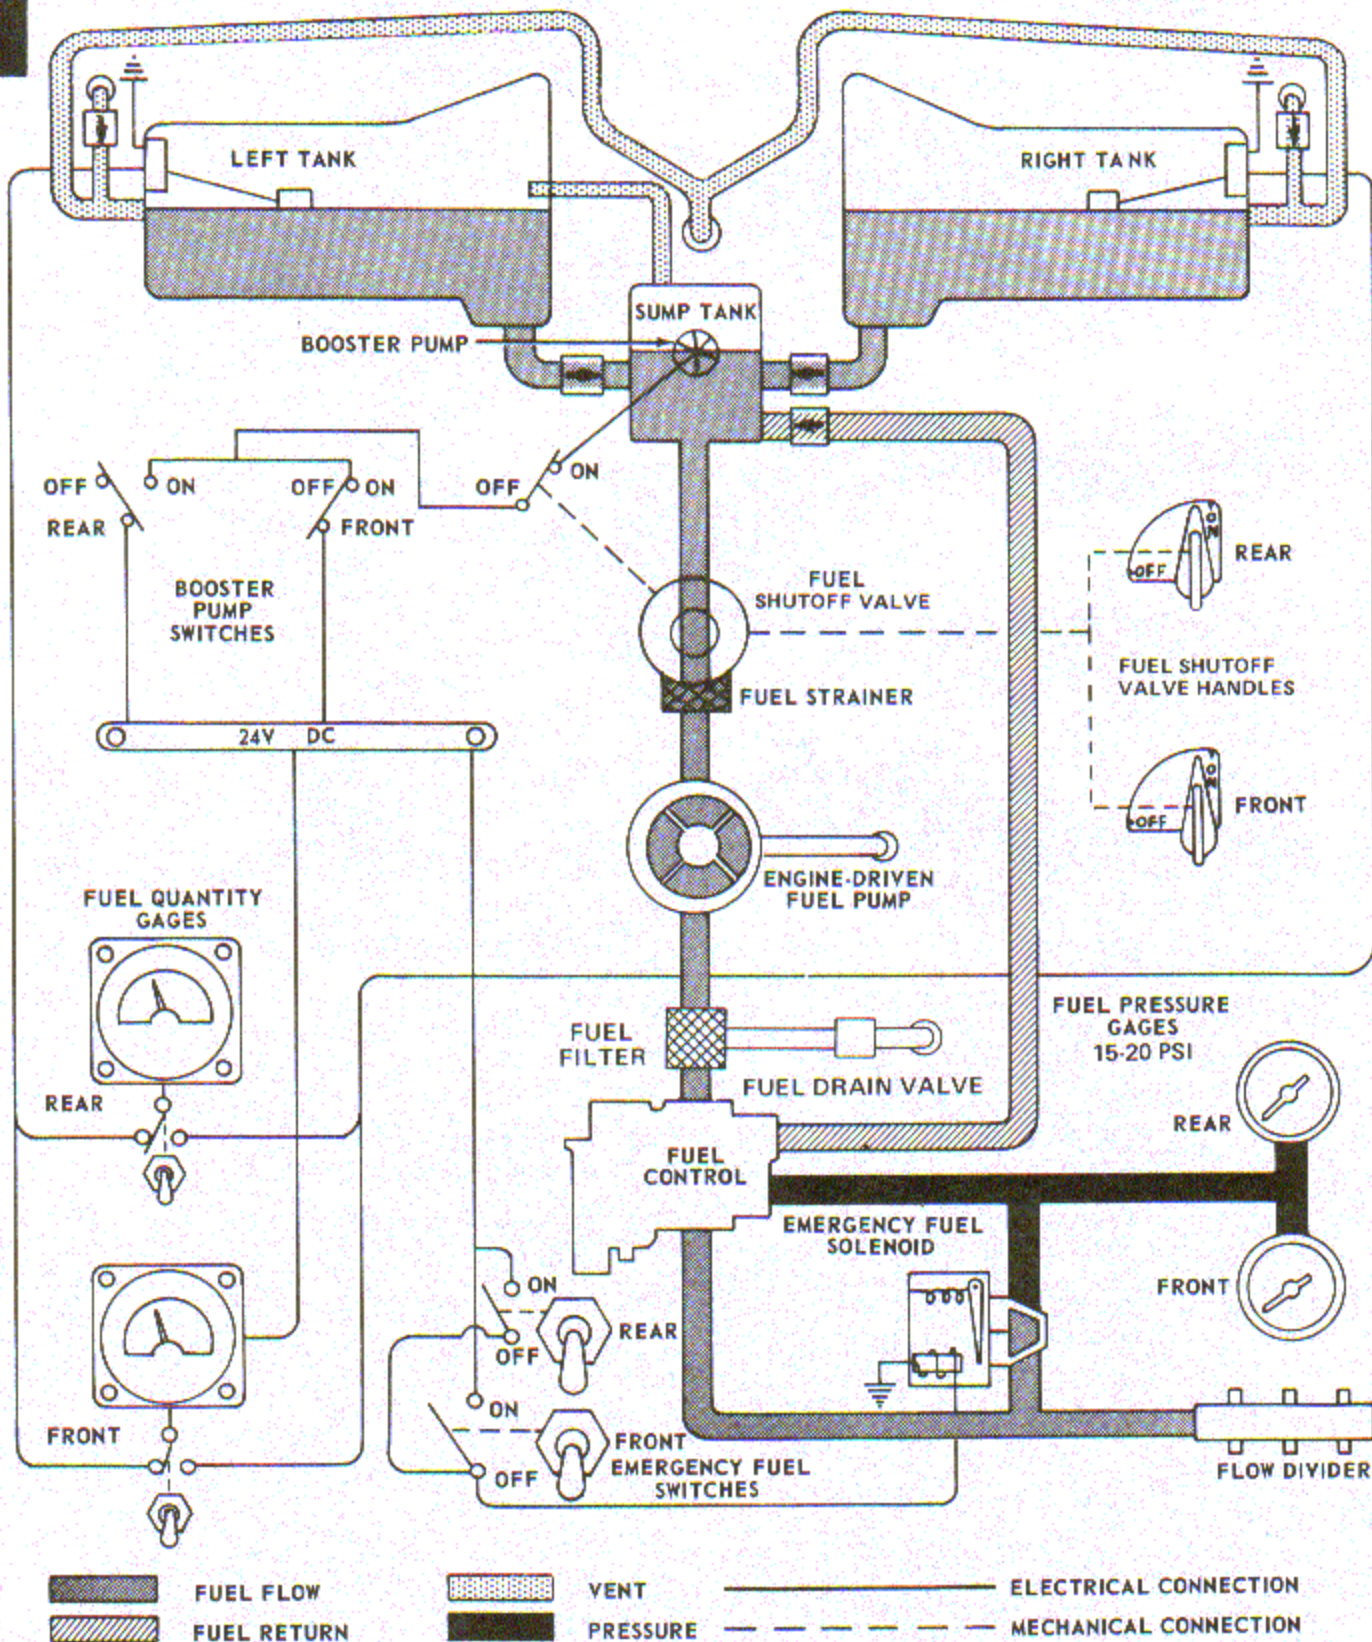 LEFT TANK
RIGHT TANK
SUMP TANK
BOOSTER PUMP
OFF
ON
OFF
ON
OFF
ON
REAR
FRONT
BOOSTER
PUMP
SWITCHES
FUEL
SHUTOFF VALVE
ON
OFF
REAR
FUEL STRAINER
FUEL SHUTOFF
VALVE HANDLES
24V DC
ON
OFF
FRONT
ENGINE-DRIVEN
FUEL PUMP
FUEL QUANTITY
GAGES
FUEL
FILTER
FUEL DRAIN VALVE
FUEL PRESSURE
GAGES
15-20 PSI
REAR
REAR
FUEL
CONTROL
EMERGENCY FUEL
SOLENOID
ON
REAR
OFF
FRONT
FRONT
ON
OFF
FRONT
EMERGENCY FUEL
SWITCHES
FLOW DIVIDER
FUEL FLOW
VENT
ELECTRICAL CONNECTION
FUEL RETURN
PRESSURE
MECHANICAL CONNECTION